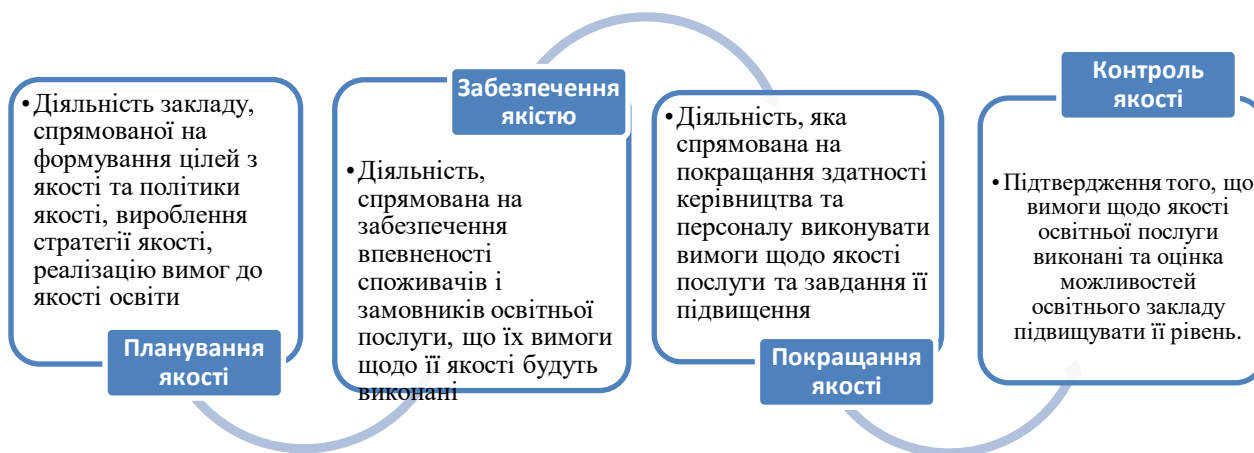 •Діяльність закладу,
спрямованої на
формування цілей з
якості та політики
якості, вироблення
стратегії якості,
реалізацію вимог до
якості освіти
Планування
якості
Забезпечення
якістю
•Діяльність,
спрямована на
забезпечення
впевненості
споживачів і
замовників освітньої
послуги, що їх вимоги
щодо її якості будуть
виконані
•Діяльність, яка
спрямована на
покращання здатності
керівництва та
персоналу виконувати
вимоги щодо якості
послуги та завдання її
підвищення
Покращання
якості
Контроль
якості
•Підтвердження того, що
вимоги щодо якості
освітньої послуги
виконані та оцінка
можливостей
освітнього закладу
підвищувати її рівень.